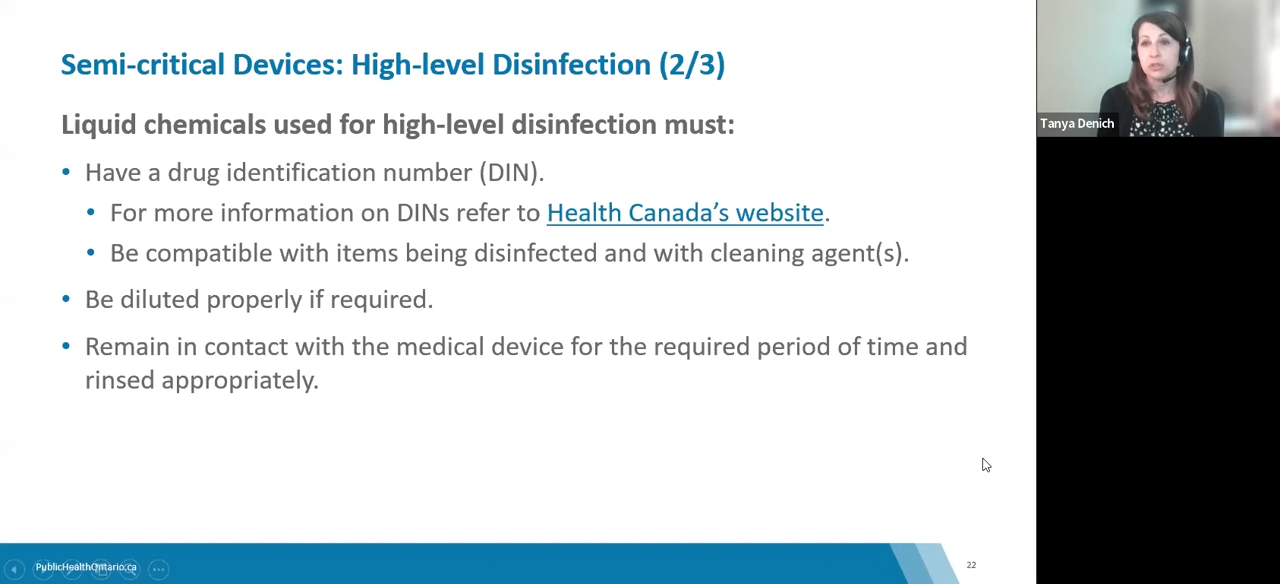 Semi-critical Devices: High-level Disinfection (2/3)
Liquid chemicals used for high-level disinfection must:
• Have a drug identification number (DIN).
• For more information on DINs refer to Health Canada's website.
• Be compatible with items being disinfected and with cleaning agent(s).
• Be diluted properly if required.
• Remain in contact with the medical device for the required period of time and
rinsed appropriately.
Tanya Denich
PublicHealthOntario.ca
22